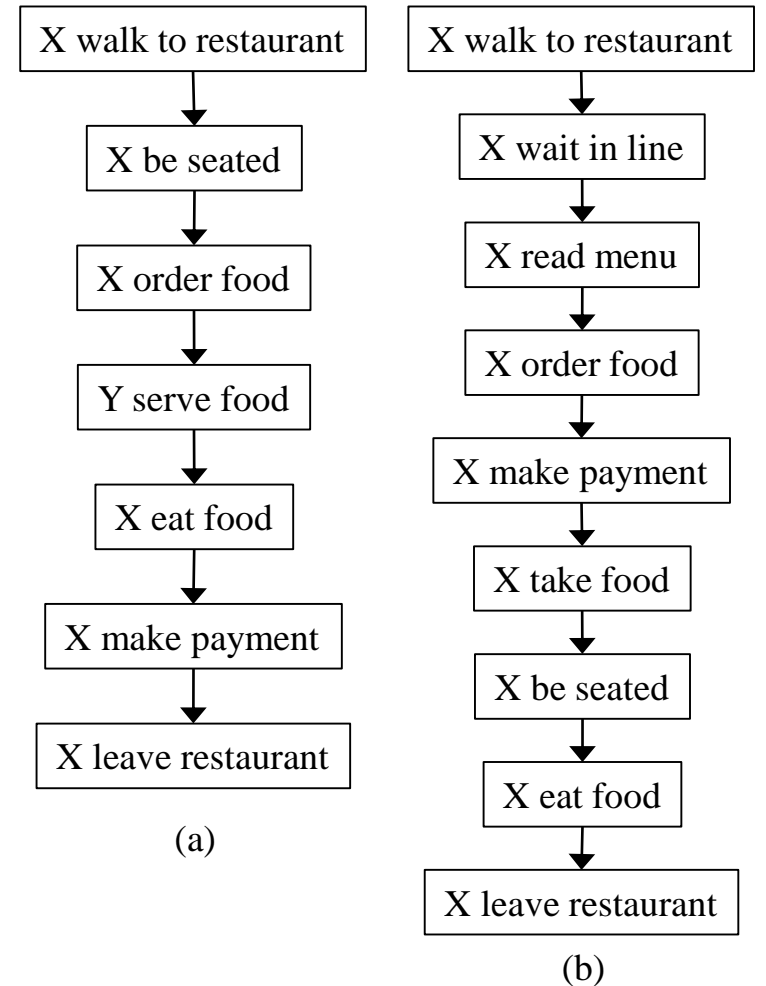 X walk to restaurant
X be seated
X order food
Y serve food
X eat food
X make payment
X leave restaurant
(a)
X walk to restaurant
X wait in line
X read menu
X order food
X make payment
X take food
X be seated
X eat food
X leave restaurant
(b)